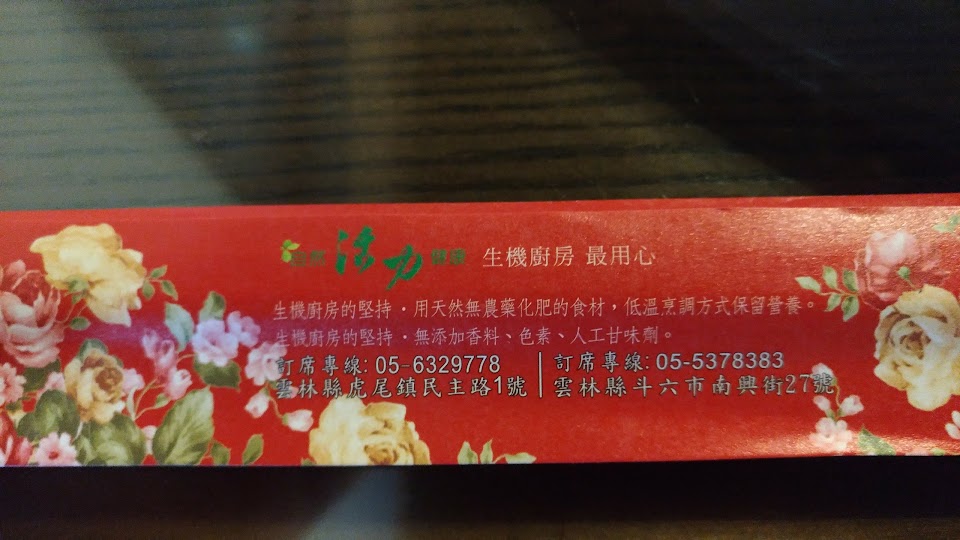 自然 活力 健康 生機廚房 最用心
生機廚房的堅持・用天然無農藥化肥的食材，低溫烹調方式保留營養。
生機廚房的堅持・無添加香料、色素、人工甘味劑。
訂席專線: 05-6329778 | 訂席專線: 05-5378383
雲林縣虎尾鎮民主路1號 | 雲林縣斗六市南興街27號